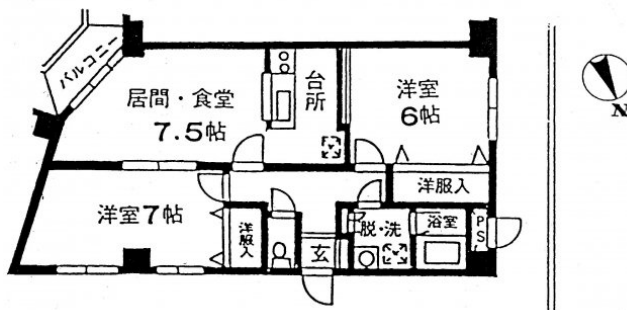 バルコニー
居間・食堂
7.5帖
台所
洋室
6帖
洋服入
洋室7帖
洋服入
玄
脱・洗
浴室
PS
N